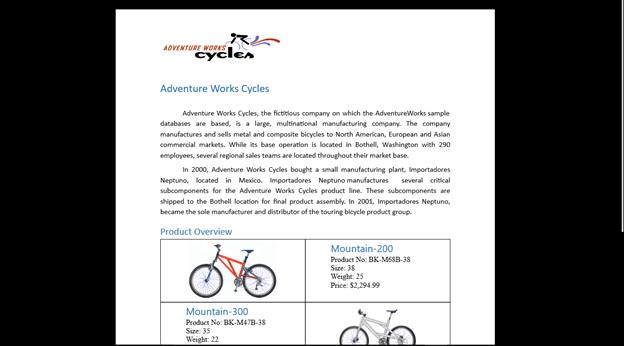 ADVENTURE WORKS
cycles
Adventure Works Cycles
Adventure Works Cycles, the fictitious company on which the AdventureWorks sample
databases are based, is a large, multinational manufacturing company. The company
manufactures and sells metal and composite bicycles to North American, European and Asian
commercial markets. While its base operation is located in Bothell, Washington with 290
employees, several regional sales teams are located throughout their market base.
In 2000, Adventure Works Cycles bought a small manufacturing plant, Importadores
Neptuno, located in Mexico. Importadores Neptuno manufactures several critical
subcomponents for the Adventure Works Cycles product line. These subcomponents are
shipped to the Bothell location for final product assembly. In 2001, Importadores Neptuno,
became the sole manufacturer and distributor of the touring bicycle product group.
Product Overview
Mountain-200
Product No: BK-M68B-38
Size: 38
Weight: 25
Price: $2,294.99
Mountain-300
Product No: BK-M47B-38
Size: 35
Weight: 22